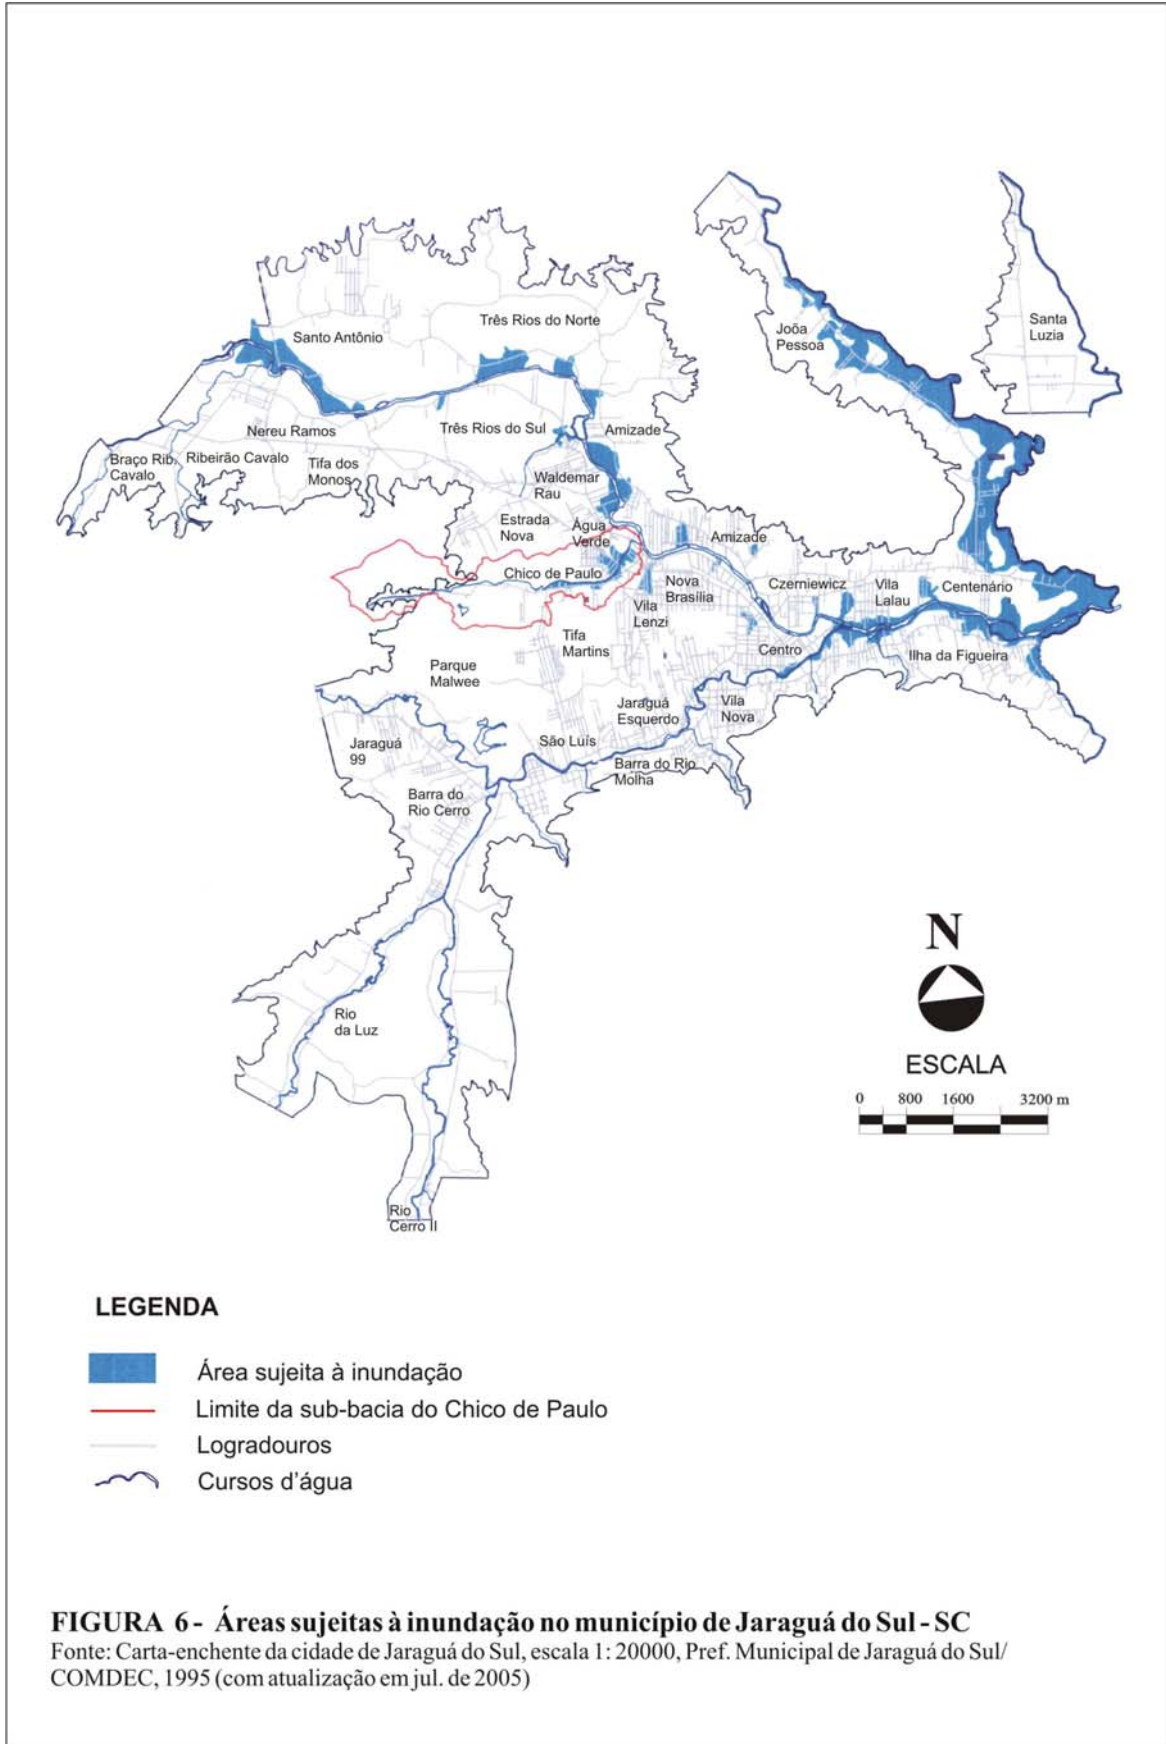 Três Rios do Norte
Santo Antônio
Joõa
Pessoa
Santa
Luzia
Nereu Ramos
Três Rios do Sul
Amizade
Braço Rib.
Cavalo
Ribeirão Cavalo
Tifa dos
Monos
Waldemar
Rau
Estrada
Nova
Água
Verde
Amizade
Chico de Paulo
Nova
Brasília
Czerniewicz
Vila
Lalau
Centenário
Vila
Lenzi
Tifa
Martins
Centro
Ilha da Figueira
Parque
Malwee
Jaraguá
Esquerdo
Vila
Nova
Jaraguá
99
São Luís
Barra do Rio
Molha
Barra do
Rio Cerro
Rio
da Luz
Rio
Cerro II
N
ESCALA
0 800 1600 3200 m
LEGENDA
Área sujeita à inundação
Limite da sub-bacia do Chico de Paulo
Logradouros
Cursos d'água
FIGURA 6 - Áreas sujeitas à inundação no município de Jaraguá do Sul - SC
Fonte: Carta-enchente da cidade de Jaraguá do Sul, escala 1: 20000, Pref. Municipal de Jaraguá do Sul/
COMDEC, 1995 (com atualização em jul. de 2005)